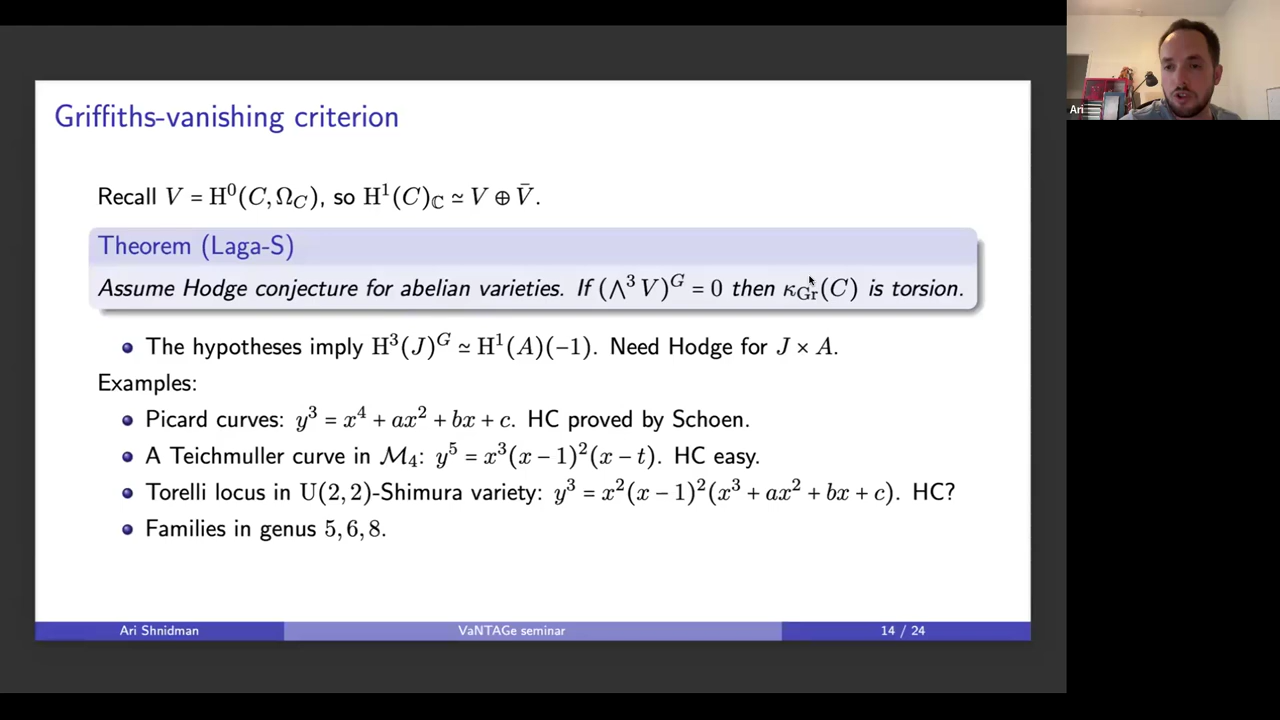 Griffiths-vanishing criterion
Recall V = H⁰(C, Ω_C), so H¹(C)_ℂ ≃ V ⊕ V̄.
Theorem (Laga-S)
Assume Hodge conjecture for abelian varieties. If (⋀³ V)^G = 0 then κ_Gr(C) is torsion.
• The hypotheses imply H³(J)^G ≃ H¹(A)(−1). Need Hodge for J × A.
Examples:
• Picard curves: y³ = x⁴ + ax² + bx + c. HC proved by Schoen.
• A Teichmuller curve in ℳ₄: y⁵ = x³(x − 1)²(x − t). HC easy.
• Torelli locus in U(2, 2)-Shimura variety: y³ = x²(x − 1)²(x³ + ax² + bx + c). HC?
• Families in genus 5, 6, 8.
Ari Shnidman VaNTAGe seminar 14 / 24
Ari